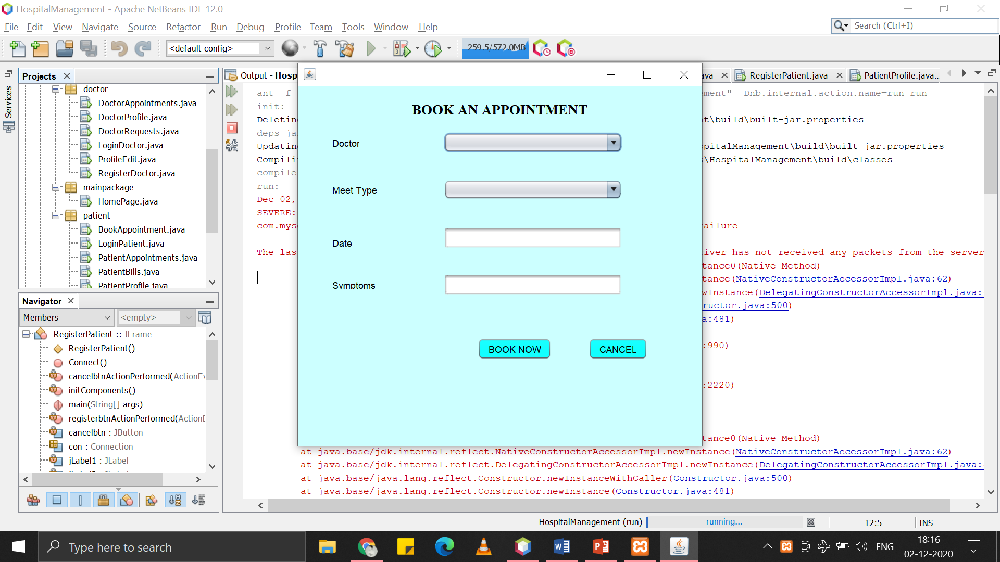 HospitalManagement - Apache NetBeans IDE 12.0
File Edit View Navigate Source Refactor Run Debug Profile Team Tools Window Help
Search (Ctrl+I)
<default config>
259.5/572.0MB
Services
Projects
doctor
DoctorAppointments.java
DoctorProfile.java
DoctorRequests.java
LoginDoctor.java
ProfileEdit.java
RegisterDoctor.java
mainpackage
HomePage.java
patient
BookAppointment.java
LoginPatient.java
PatientAppointments.java
PatientBills.java
PatientProfile.java
Navigator
Members
<empty>
RegisterPatient :: JFrame
RegisterPatient()
Connect()
cancelbtnActionPerformed(ActionEv
initComponents()
main(String[] args)
registerbtnActionPerformed(ActionE
cancelbtn : JButton
con : Connection
jLabel1 : JLabel
Output - Hosp
ava
RegisterPatient.java
PatientProfile.java...
ant -f
ement" -Dnb.internal.action.name=run run
init:
Deletin
t\build\built-jar.properties
deps-ja
Updatin
spitalManagement\build\built-jar.properties
Compili
s\HospitalManagement\build\classes
compile
run:
Dec 02,
SEVERE:
com.mys
failure
The las
river has not received any packets from the server
tance0(Native Method)
tance(NativeConstructorAccessorImpl.java:62)
wInstance(DelegatingConstructorAccessorImpl.java:
ructor.java:500)
a:481)
:990)
:2220)
tance0(Native Method)
at java.base/jdk.internal.reflect.NativeConstructorAccessorImpl.newInstance(NativeConstructorAccessorImpl.java:62)
at java.base/jdk.internal.reflect.DelegatingConstructorAccessorImpl.newInstance(DelegatingConstructorAccessorImpl.java:
at java.base/java.lang.reflect.Constructor.newInstanceWithCaller(Constructor.java:500)
at java.base/java.lang.reflect.Constructor.newInstance(Constructor.java:481)
BOOK AN APPOINTMENT
Doctor
Meet Type
Date
Symptoms
BOOK NOW
CANCEL
HospitalManagement (run)
running...
12:5
INS
Type here to search
ENG
18:16
02-12-2020